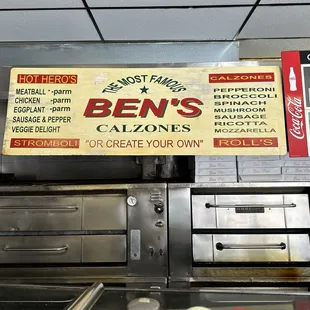 HOT HERO'S
MEATBALL -parm
CHICKEN -parm
EGGPLANT -parm
SAUSAGE & PEPPER
VEGGIE DELIGHT
STROMBOLI
THE MOST FAMOUS
BEN'S
CALZONES
"OR CREATE YOUR OWN"
CALZONES
PEPPERONI
BROCCOLI
SPINACH
MUSHROOM
SAUSAGE
RICOTTA
MOZZARELLA
ROLL'S
Coca-Cola